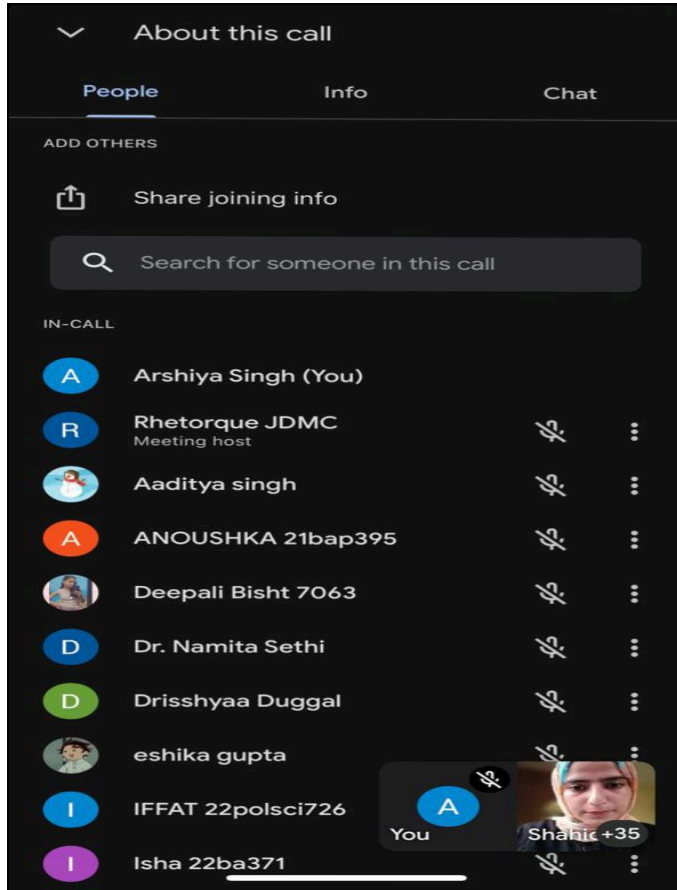 About this call
People Info Chat
ADD OTHERS
Share joining info
Search for someone in this call
IN-CALL
A Arshiya Singh (You)
R Rhetorque JDMC
Meeting host
Aaditya singh
A ANOUSHKA 21bap395
Deepali Bisht 7063
D Dr. Namita Sethi
D Drisshyaa Duggal
eshika gupta
I IFFAT 22polsci726
A
You
+35
I Isha 22ba371